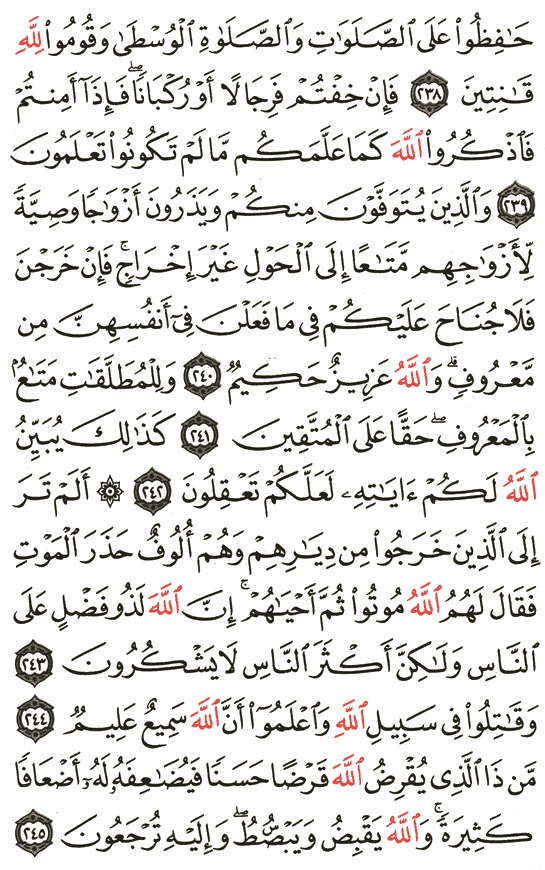 حَـٰفِظُوا۟ عَلَى ٱلصَّلَوَٰتِ وَٱلصَّلَوٰةِ ٱلْوُسْطَىٰ وَقُومُوا۟ لِلَّهِ
قَـٰنِتِينَ ٢٣٨ فَإِنْ خِفْتُمْ فَرِجَالًا أَوْ رُكْبَانًا ۖ فَإِذَآ أَمِنتُمْ
فَٱذْكُرُوا۟ ٱللَّهَ كَمَا عَلَّمَكُم مَّا لَمْ تَكُونُوا۟ تَعْلَمُونَ
٢٣٩ وَٱلَّذِينَ يُتَوَفَّوْنَ مِنكُمْ وَيَذَرُونَ أَزْوَٰجًا وَصِيَّةً
لِّأَزْوَٰجِهِم مَّتَـٰعًا إِلَى ٱلْحَوْلِ غَيْرَ إِخْرَاجٍ ۚ فَإِنْ خَرَجْنَ
فَلَا جُنَاحَ عَلَيْكُمْ فِى مَا فَعَلْنَ فِىٓ أَنفُسِهِنَّ مِن
مَّعْرُوفٍ ۗ وَٱللَّهُ عَزِيزٌ حَكِيمٌ ٢٤٠ وَلِلْمُطَلَّقَـٰتِ مَتَـٰعٌۢ
بِٱلْمَعْرُوفِ ۖ حَقًّا عَلَى ٱلْمُتَّقِينَ ٢٤١ كَذَٰلِكَ يُبَيِّنُ
ٱللَّهُ لَكُمْ ءَايَـٰتِهِۦ لَعَلَّكُمْ تَعْقِلُونَ ٢٤٢ ۞ أَلَمْ تَرَ
إِلَى ٱلَّذِينَ خَرَجُوا۟ مِن دِيَـٰرِهِمْ وَهُمْ أُلُوفٌ حَذَرَ ٱلْمَوْتِ
فَقَالَ لَهُمُ ٱللَّهُ مُوتُوا۟ ثُمَّ أَحْيَـٰهُمْ ۚ إِنَّ ٱللَّهَ لَذُو فَضْلٍ عَلَى
ٱلنَّاسِ وَلَـٰكِنَّ أَكْثَرَ ٱلنَّاسِ لَا يَشْكُرُونَ ٢٤٣
وَقَـٰتِلُوا۟ فِى سَبِيلِ ٱللَّهِ وَٱعْلَمُوٓا۟ أَنَّ ٱللَّهَ سَمِيعٌ عَلِيمٌ ٢٤٤
مَّن ذَا ٱلَّذِى يُقْرِضُ ٱللَّهَ قَرْضًا حَسَنًا فَيُضَـٰعِفَهُۥ لَهُۥٓ أَضْعَافًا
كَثِيرَةً ۚ وَٱللَّهُ يَقْبِضُ وَيَبْصُۜطُ وَإِلَيْهِ تُرْجَعُونَ ٢٤٥